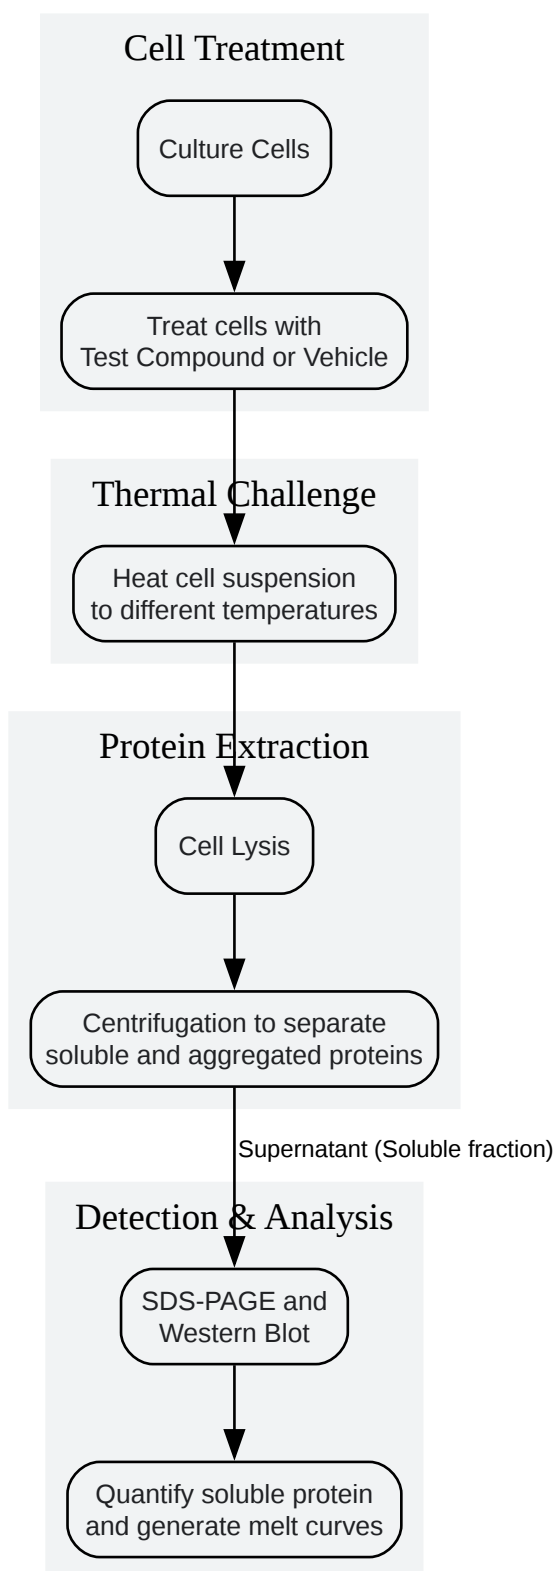 Cell Treatment
Culture Cells
Treat cells with
Test Compound or Vehicle
Thermal Challenge
Heat cell suspension
to different temperatures
Protein Extraction
Cell Lysis
Centrifugation to separate
soluble and aggregated proteins
Supernatant (Soluble fraction)
Detection & Analysis
SDS-PAGE and
Western Blot
Quantify soluble protein
and generate melt curves